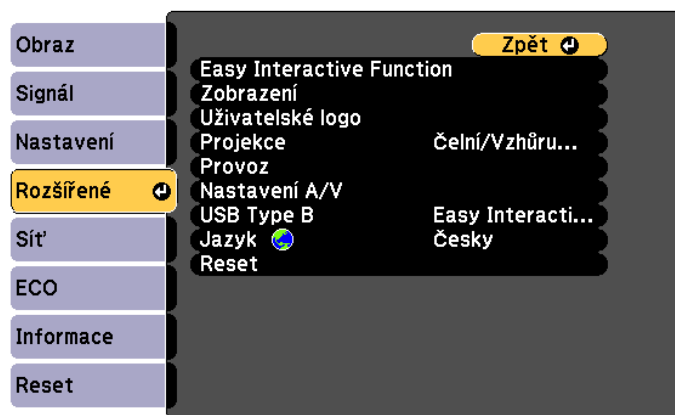 Obraz
Signál
Nastavení
Rozšířené
Síť
ECO
Informace
Reset
Zpět
Easy Interactive Function
Zobrazení
Uživatelské logo
Projekce Čelní/Vzhůru...
Provoz
Nastavení A/V
USB Type B Easy Interacti...
Jazyk Česky
Reset